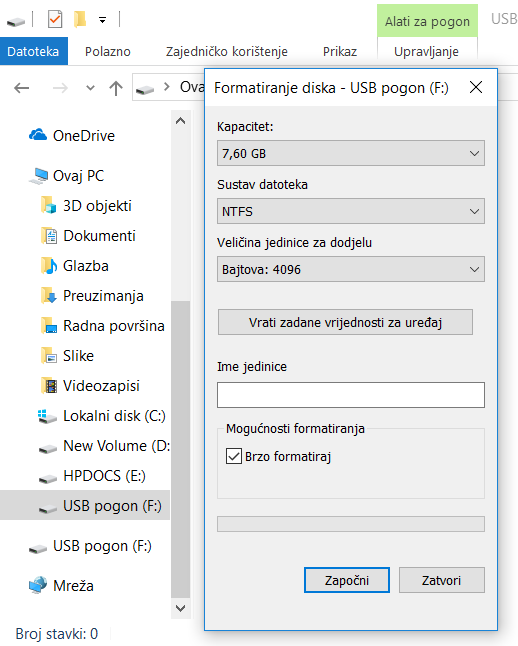 Alati za pogon
USB
Datoteka
Polazno
Zajedničko korištenje
Prikaz
Upravljanje
Ova
Formatiranje diska - USB pogon (F:)
OneDrive
Ovaj PC
3D objekti
Dokumenti
Glazba
Preuzimanja
Radna površina
Slike
Videozapisi
Lokalni disk (C:)
New Volume (D:
HPDOCS (E:)
USB pogon (F:)
USB pogon (F:)
Mreža
Broj stavki: 0
Kapacitet:
7,60 GB
Sustav datoteka
NTFS
Veličina jedinice za dodjelu
Bajtova: 4096
Vrati zadane vrijednosti za uređaj
Ime jedinice
Mogućnosti formatiranja
Brzo formatiraj
Započni
Zatvori